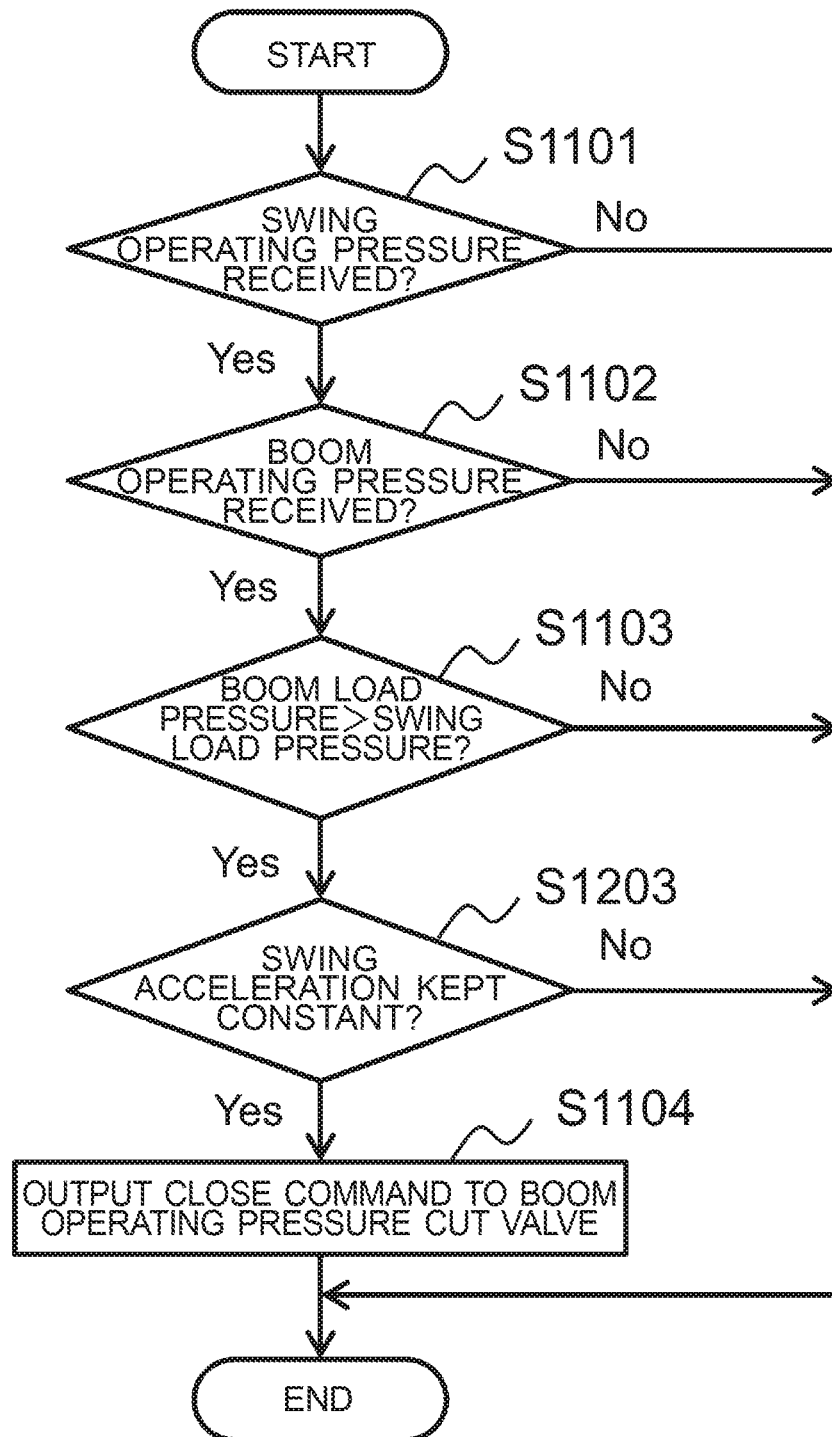 START
S1101
SWING
OPERATING PRESSURE
RECEIVED?
No
Yes
S1102
BOOM
OPERATING PRESSURE
RECEIVED?
No
Yes
S1103
BOOM LOAD
PRESSURE>SWING
LOAD PRESSURE?
No
Yes
S1203
SWING
ACCELERATION KEPT
CONSTANT?
No
Yes
S1104
OUTPUT CLOSE COMMAND TO BOOM
OPERATING PRESSURE CUT VALVE
END